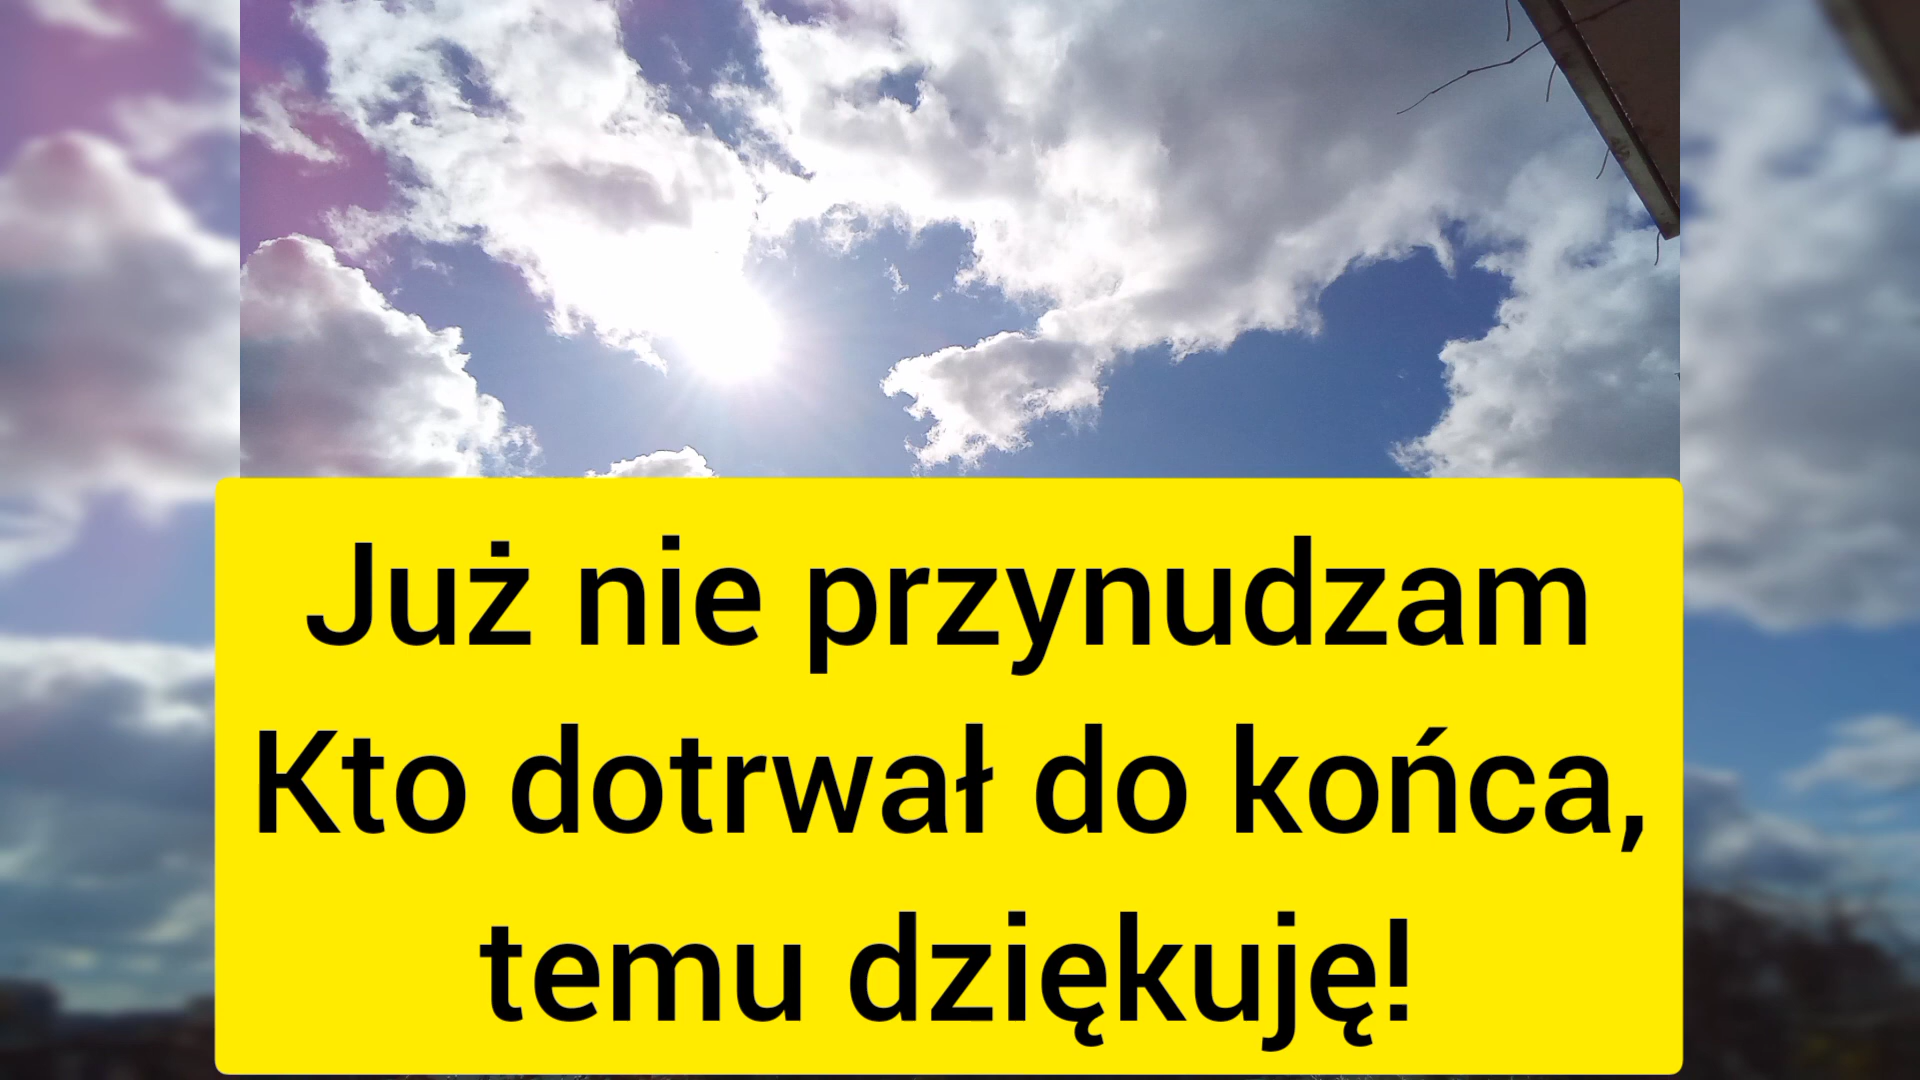 Już nie przynudzam
Kto dotrwał do końca,
temu dziękuję!